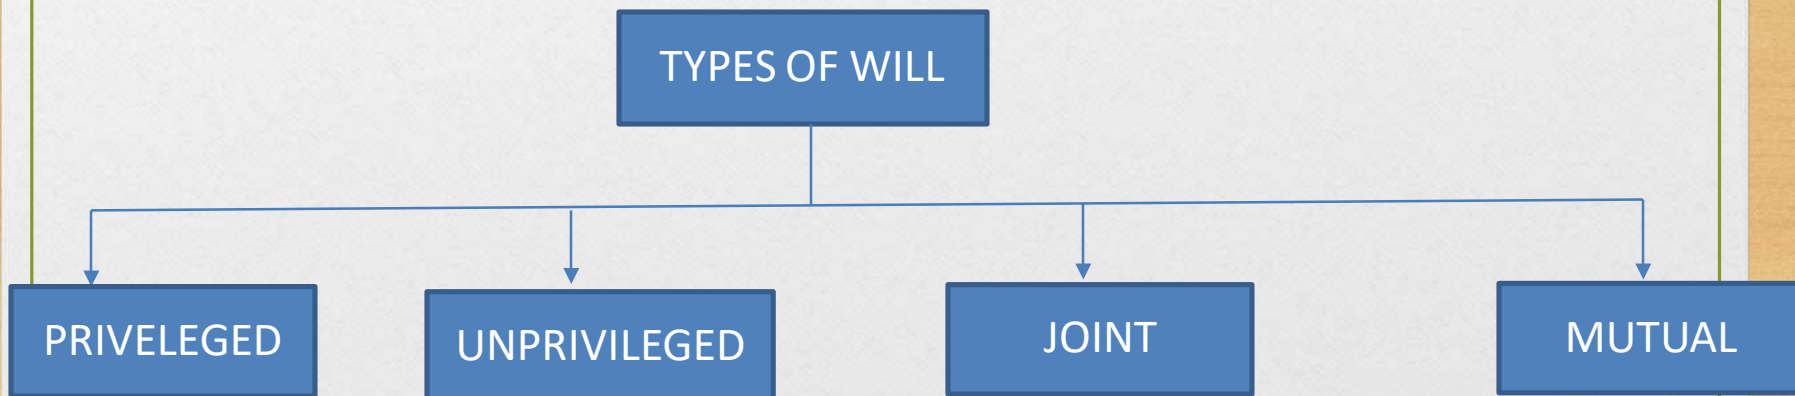 TYPES OF WILL
PRIVELEGED
UNPRIVILEGED
JOINT
MUTUAL